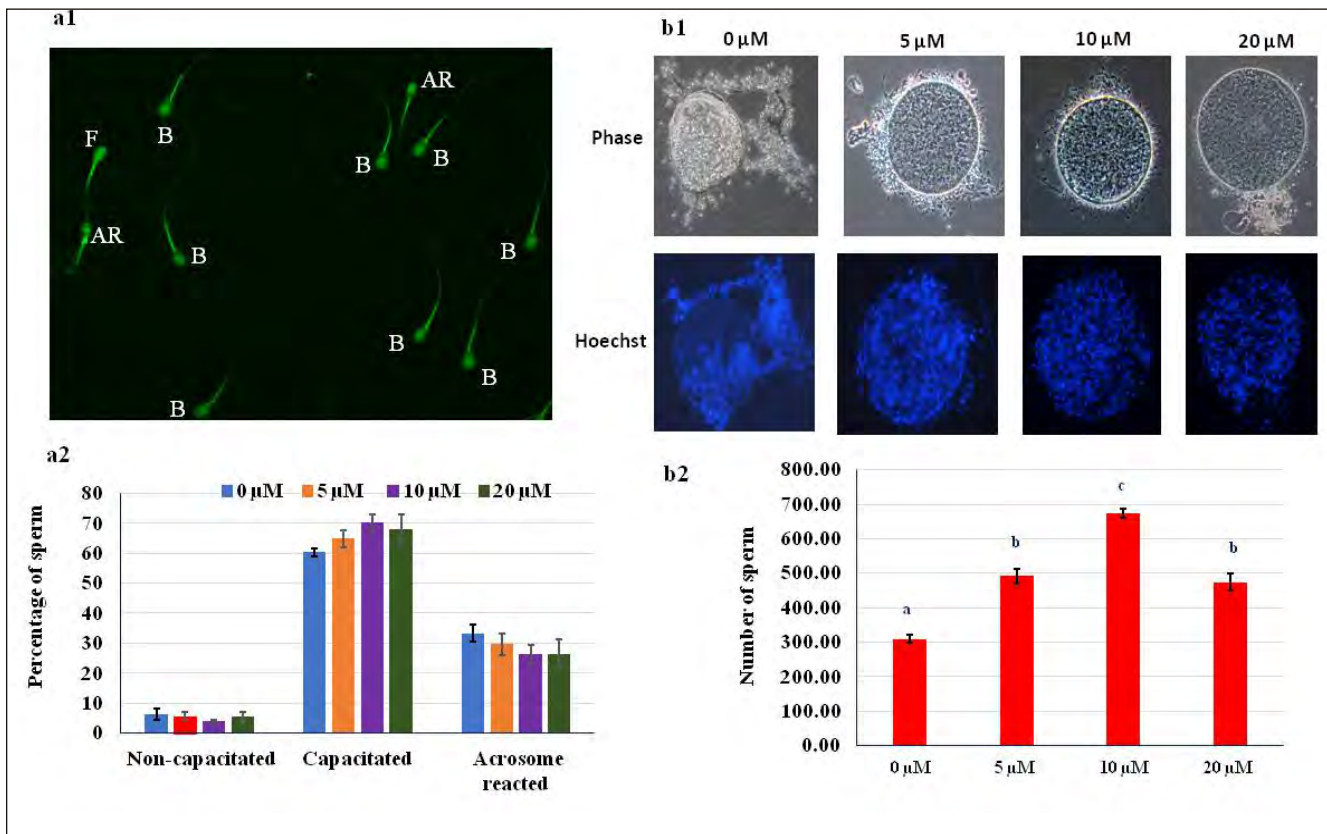 a1
B
AR
F
B
B
AR
B
B
B
B
B
b1
0 µM
5 µM
10 µM
20 µM
Phase
Hoechst
a2
0 µM 5 µM 10 µM 20 µM
Percentage of sperm
80
70
60
50
40
30
20
10
0
Non-capacitated
Capacitated
Acrosome
reacted
b2
Number of sperm
800.00
700.00
600.00
500.00
400.00
300.00
200.00
100.00
0.00
a
b
c
b
0 µM
5 µM
10 µM
20 µM